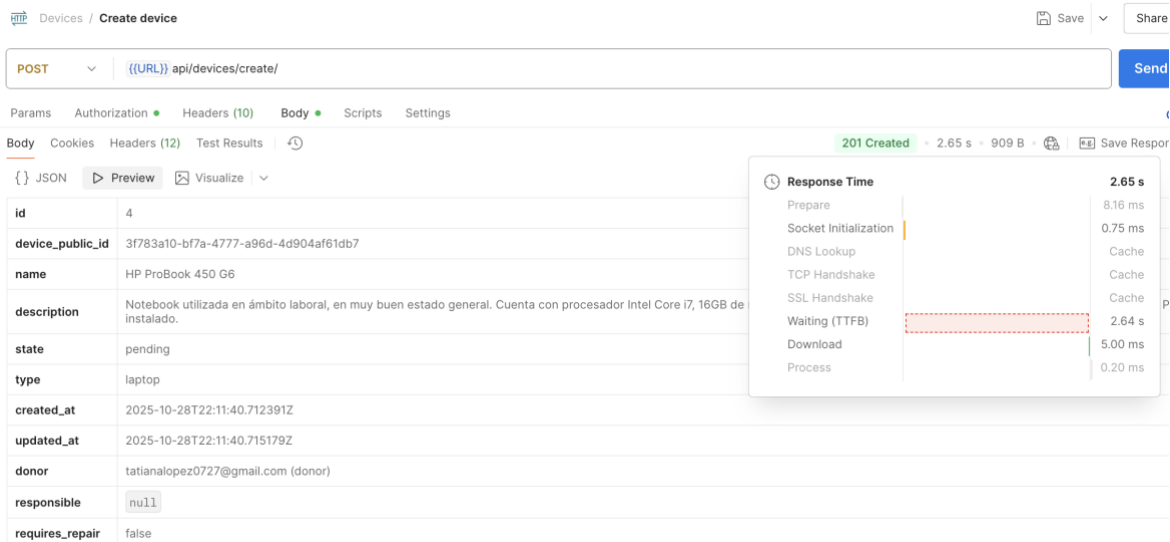 HTTP Devices / Create device Save Share
POST {{URL}} api/devices/create/ Send
Params Authorization Headers (10) Body Scripts Settings
Body Cookies Headers (12) Test Results 201 Created 2.65 s 909 B e.g. Save Respon
{} JSON Preview Visualize
Response Time 2.65 s
Prepare 8.16 ms
Socket Initialization 0.75 ms
DNS Lookup Cache
TCP Handshake Cache
SSL Handshake Cache
Waiting (TTFB) 2.64 s
Download 5.00 ms
Process 0.20 ms
id 4
device_public_id 3f783a10-bf7a-4777-a96d-4d904af61db7
name HP ProBook 450 G6
description Notebook utilizada en ámbito laboral, en muy buen estado general. Cuenta con procesador Intel Core i7, 16GB de
instalado.
state pending
type laptop
created_at 2025-10-28T22:11:40.712391Z
updated_at 2025-10-28T22:11:40.715179Z
donor tatianalopez0727@gmail.com (donor)
responsible null
requires_repair false